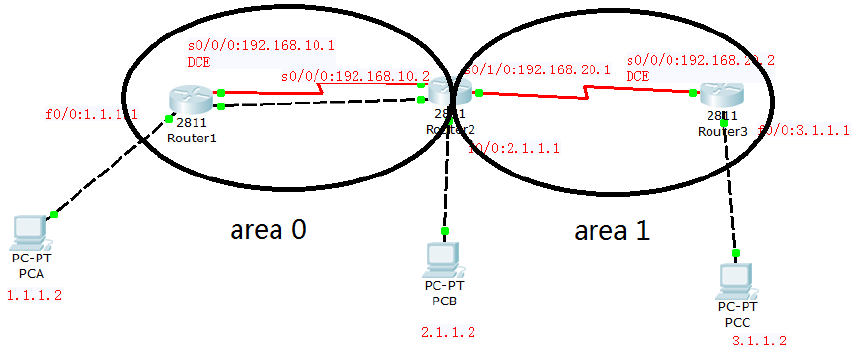 s0/0/0:192.168.10.1
DCE
s0/0/0:192.168.10.2
s0/1/0:192.168.20.1
s0/0/0:192.168.20.2
DCE
f0/0:1.1.1.1
2811
Router1
2811
Router2
2811
Router3
f0/0:2.1.1.1
f0/0:3.1.1.1
area 0
area 1
PC-PT
PCA
1.1.1.2
PC-PT
PCB
2.1.1.2
PC-PT
PCC
3.1.1.2